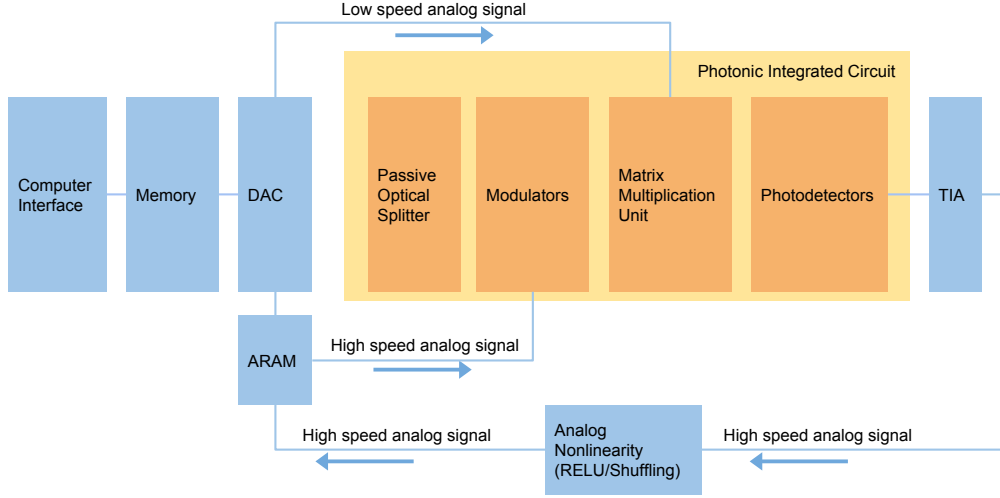 Low speed analog signal
Photonic Integrated Circuit
Computer
Interface
Memory
DAC
Passive
Optical
Splitter
Modulators
Matrix
Multiplication
Unit
Photodetectors
TIA
ARAM
High speed analog signal
High speed analog signal
Analog
Nonlinearity
(RELU/Shuffling)
High speed analog signal